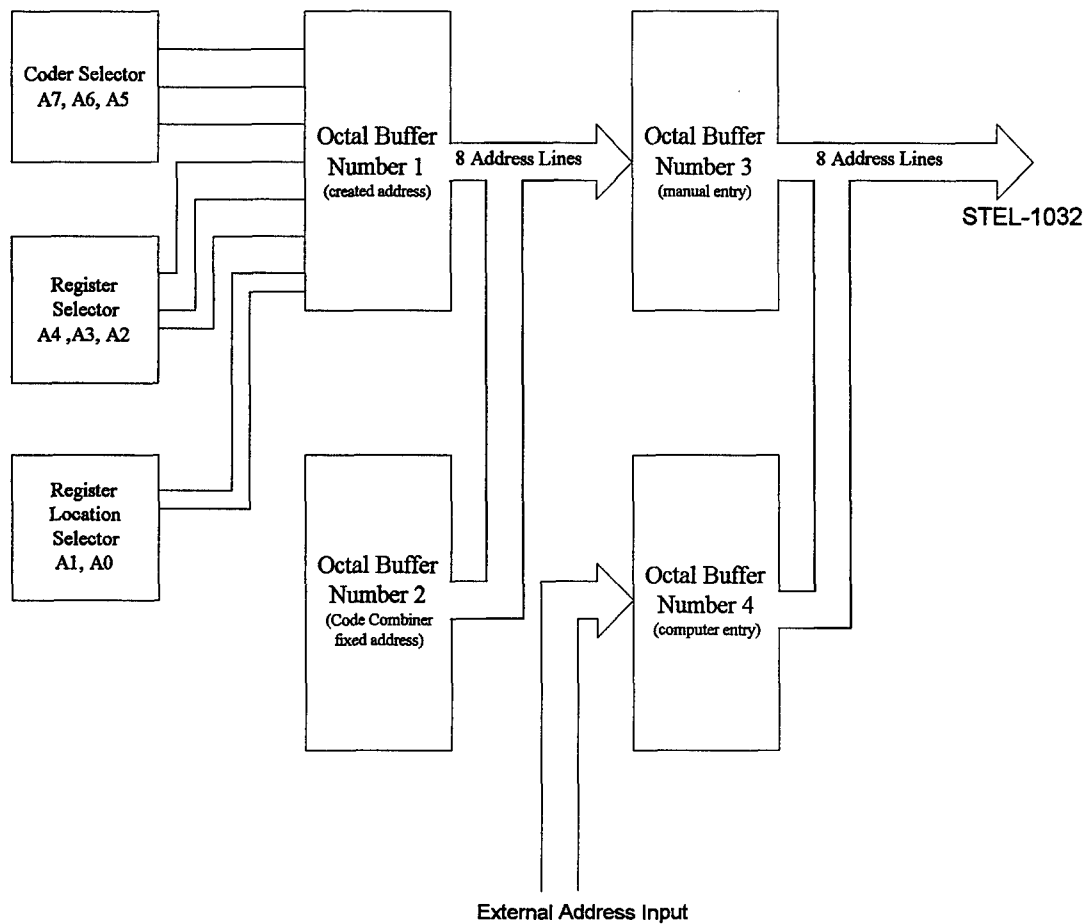 Coder Selector
A7, A6, A5
Octal Buffer
Number 1
(created address)
8 Address Lines
Octal Buffer
Number 3
(manual entry)
8 Address Lines
STEL-1032
Register
Selector
A4 ,A3, A2
Register
Location
Selector
A1, A0
Octal Buffer
Number 2
(Code Combiner
fixed address)
Octal Buffer
Number 4
(computer entry)
External Address Input